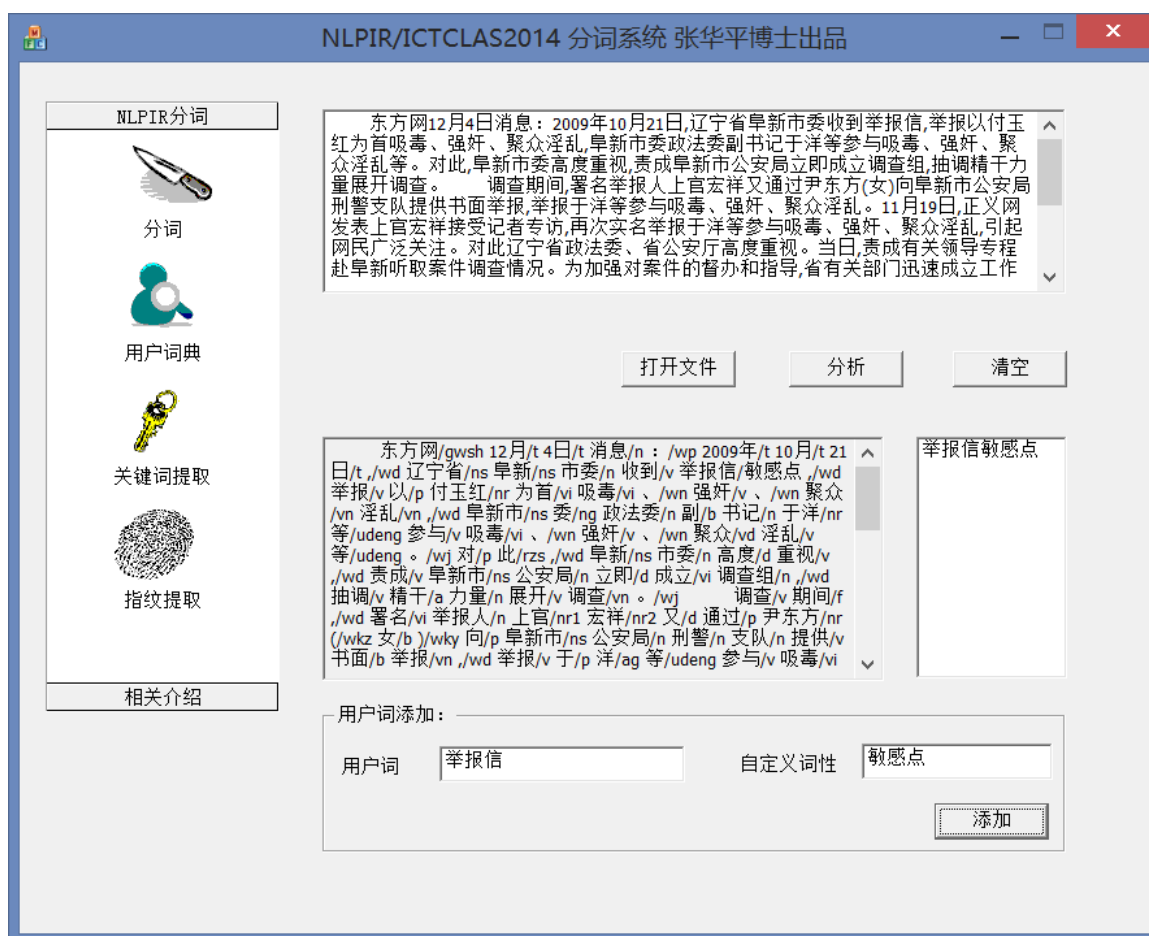 NLPIR/ICTCLAS2014 分词系统 张华平博士出品
NLPIR分词
分词
用户词典
关键词提取
指纹提取
相关介绍
东方网12月4日消息：2009年10月21日,辽宁省阜新市委收到举报信,举报以付玉
红为首吸毒、强奸、聚众淫乱,阜新市委政法委副书记于洋等参与吸毒、强奸、聚
众淫乱等。对此,阜新市委高度重视,责成阜新市公安局立即成立调查组,抽调精干力
量展开调查。 调查期间,署名举报人上官宏祥又通过尹东方(女)向阜新市公安局
刑警支队提供书面举报,举报于洋等参与吸毒、强奸、聚众淫乱。11月19日,正义网
发表上官宏祥接受记者专访,再次实名举报于洋等参与吸毒、强奸、聚众淫乱,引起
网民广泛关注。对此辽宁省政法委、省公安厅高度重视。当日,责成有关领导专程
赴阜新听取案件调查情况。为加强对案件的督办和指导,省有关部门迅速成立工作
打开文件
分析
清空
东方网/gwsh 12月/t 4日/t 消息/n ：/wp 2009年/t 10月/t 21
日/t ,/wd 辽宁省/ns 阜新/ns 市委/n 收到/v 举报信/敏感点 ,/wd
举报/v 以/p 付玉红/nr 为首/vi 吸毒/vi 、/wn 强奸/v 、/wn 聚众
/vn 淫乱/vn ,/wd 阜新市/ns 委/ng 政法委/n 副/b 书记/n 于洋/nr
等/udeng 参与/v 吸毒/vi 、/wn 强奸/v 、/wn 聚众/vd 淫乱/v
等/udeng 。/wj 对/p 此/rzs ,/wd 阜新/ns 市委/n 高度/d 重视/v
,/wd 责成/v 阜新市/ns 公安局/n 立即/d 成立/vi 调查组/n ,/wd
抽调/v 精干/a 力量/n 展开/v 调查/vn 。/wj 调查/v 期间/f
,/wd 署名/vi 举报人/n 上官/nr1 宏祥/nr2 又/d 通过/p 尹东方/nr
(/wkz 女/b )/wky 向/p 阜新市/ns 公安局/n 刑警/n 支队/n 提供/v
书面/b 举报/vn ,/wd 举报/v 于/p 洋/ag 等/udeng 参与/v 吸毒/vi
举报信敏感点
用户词添加：
用户词
举报信
自定义词性
敏感点
添加